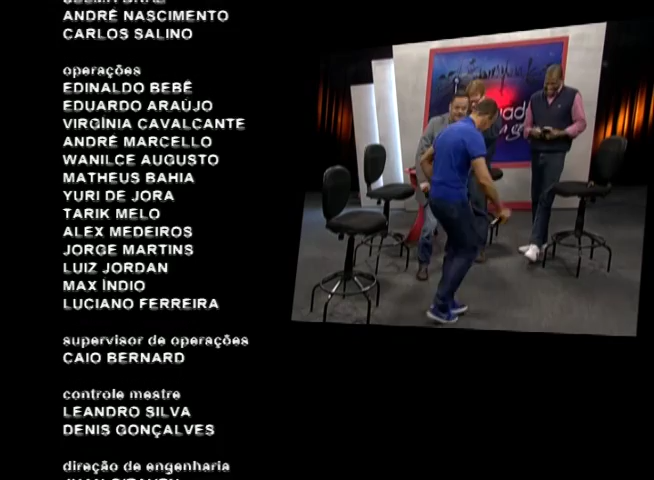 ANDRÉ NASCIMENTO
CARLOS SALINO
operações
EDINALDO BEBÊ
EDUARDO ARAÚJO
VIRGÍNIA CAVALCANTE
ANDRÉ MARCELLO
WANILCE AUGUSTO
MATHEUS BAHIA
YURI DE JORA
TARIK MELO
ALEX MEDEIROS
JORGE MARTINS
LUIZ JORDAN
MAX ÍNDIO
LUCIANO FERREIRA
supervisor de operações
CAIO BERNARD
controle mestre
LEANDRO SILVA
DENIS GONÇALVES
direção de engenharia